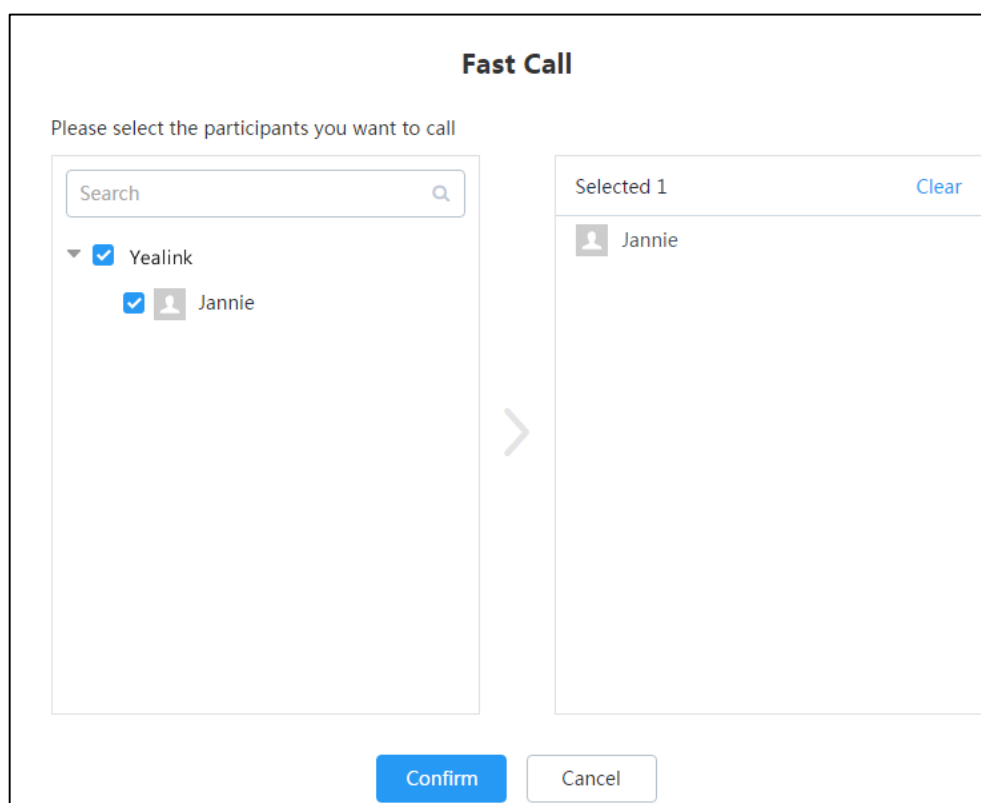 Fast Call
Please select the participants you want to call
Search
Yealink
Jannie
Selected 1 Clear
Jannie
Confirm Cancel